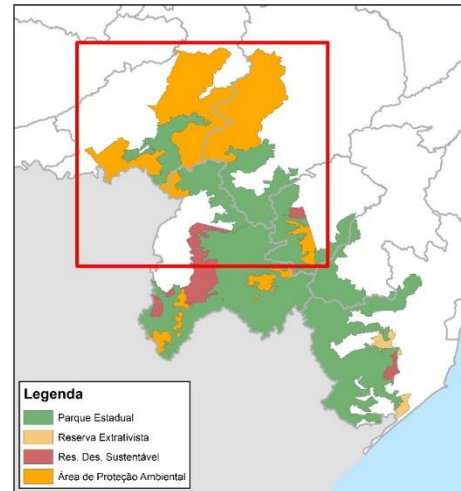 Legenda
Parque Estadual
Reserva Extrativista
Res. Des. Sustentável
Área de Proteção Ambiental